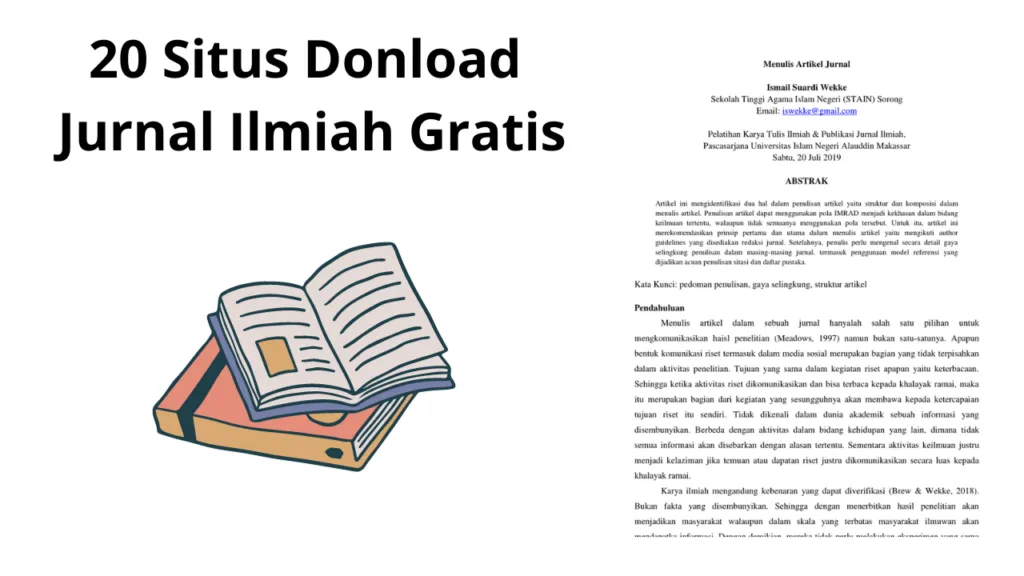 20 Situs Donload
Jurnal Ilmiah Gratis
Menulis Artikel Jurnal
Ismail Suardi Wekke
Sekolah Tinggi Agama Islam Negeri (STAIN) Sorong
Email: iswekke@gmail.com
Pelatihan Karya Tulis Ilmiah & Publikasi Jurnal Ilmiah,
Pascasarjana Universitas Islam Negeri Alauddin Makassar
Sabtu, 20 Juli 2019
ABSTRAK
Artikel ini mengidentifikasi dua hal dalam penulisan artikel yaitu struktur dan komposisi dalam
menulis artikel. Penulisan artikel dapat menggunakan pola IMRAD menjadi kekhasan dalam bidang
keilmuan tertentu, walaupun tidak semuanya menggunakan pola tersebut. Untuk itu, artikel ini
merekomendasikan prinsip pertama dan utama dalam menulis artikel yaitu mengikuti author
guidelines yang disediakan redaksi jurnal. Setelahnya, penulis perlu mengenal secara detail gaya
selingkung penulisan dalam masing-masing jurnal. termasuk penggunaan model referensi yang
dijadikan acuan penulisan sitasi dan daftar pustaka.
Kata Kunci: pedoman penulisan, gaya selingkung, struktur artikel
Pendahuluan
Menulis artikel dalam sebuah jurnal hanyalah salah satu pilihan untuk
mengkomunikasikan haisl penelitian (Meadows, 1997) namun bukan satu-satunya. Apapun
bentuk komunikasi riset termasuk dalam media sosial merupakan bagian yang tidak terpisahkan
dalam aktivitas penelitian. Tujuan yang sama dalam kegiatan riset apapun yaitu keterbacaan.
Sehingga ketika aktivitas riset dikomunikasikan dan bisa terbaca kepada khalayak ramai, maka
itu merupakan bagian dari kegiatan yang sesungguhnya akan membawa kepada ketercapaian
tujuan riset itu sendiri. Tidak dikenali dalam dunia akademik sebuah informasi yang
disembunyikan. Berbeda dengan aktivitas dalam bidang kehidupan yang lain, dimana tidak
semua informasi akan disebarkan dengan alasan tertentu. Sementara aktivitas keilmuan justru
menjadi kelaziman jika temuan atau dapatan riset justru dikomunikasikan secara luas kepada
khalayak ramai.
Karya ilmiah mengandung kebenaran yang dapat diverifikasi (Brew & Wekke, 2018).
Bukan fakta yang disembunyikan. Sehingga dengan menerbitkan hasil penelitian akan
menjadikan masyarakat walaupun dalam skala yang terbatas masyarakat ilmuwan akan